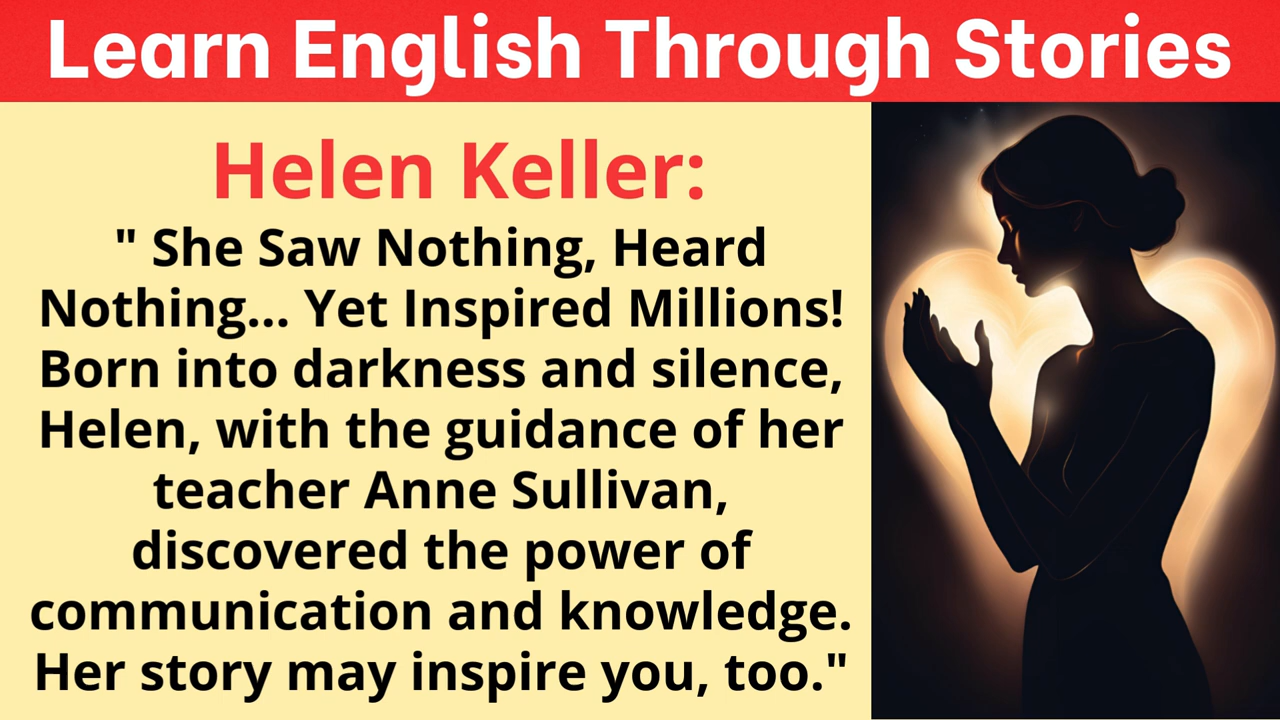 Learn English Through Stories
Helen Keller:
" She Saw Nothing, Heard
Nothing... Yet Inspired Millions!
Born into darkness and silence,
Helen, with the guidance of her
teacher Anne Sullivan,
discovered the power of
communication and knowledge.
Her story may inspire you, too."